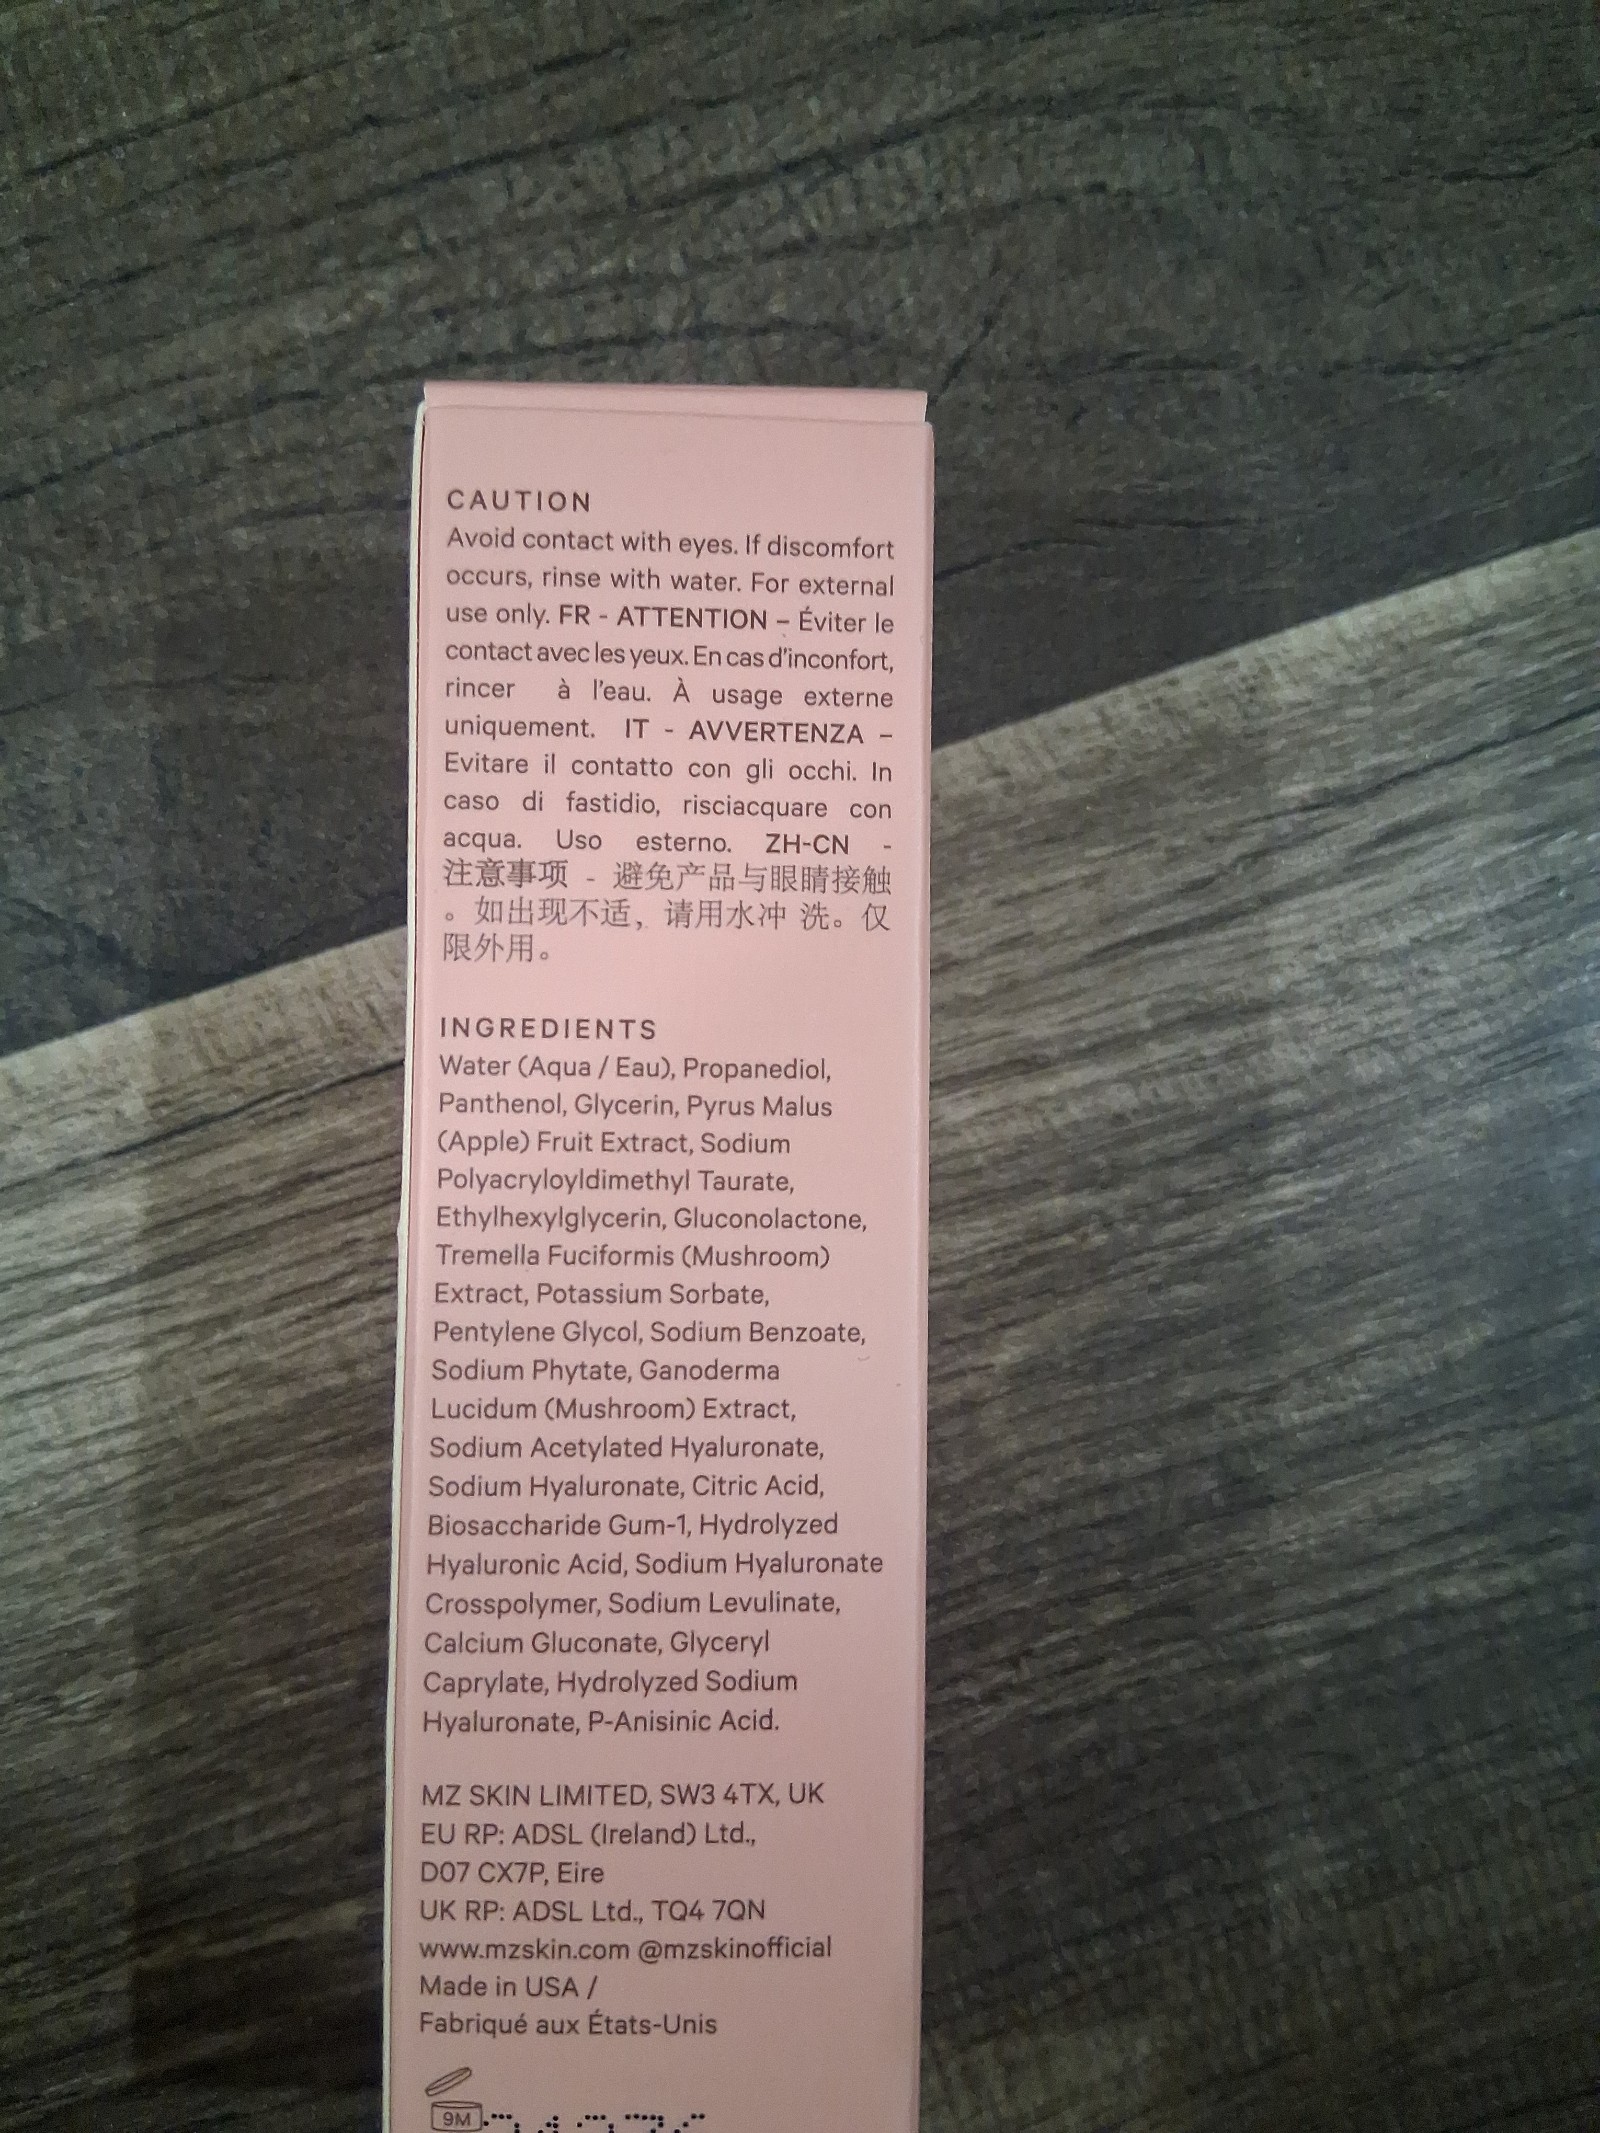 CAUTION
Avoid contact with eyes. If discomfort
occurs, rinse with water. For external
use only. FR - ATTENTION – Éviter le
contact avec les yeux. En cas d'inconfort,
rincer à l'eau. À usage externe
uniquement. IT - AVVERTENZA –
Evitare il contatto con gli occhi. In
caso di fastidio, risciacquare con
acqua. Uso esterno. ZH-CN -
注意事项 - 避免产品与眼睛接触
。如出现不适，请用水冲 洗。仅
限外用。
INGREDIENTS
Water (Aqua / Eau), Propanediol,
Panthenol, Glycerin, Pyrus Malus
(Apple) Fruit Extract, Sodium
Polyacryloyldimethyl Taurate,
Ethylhexylglycerin, Gluconolactone,
Tremella Fuciformis (Mushroom)
Extract, Potassium Sorbate,
Pentylene Glycol, Sodium Benzoate,
Sodium Phytate, Ganoderma
Lucidum (Mushroom) Extract,
Sodium Acetylated Hyaluronate,
Sodium Hyaluronate, Citric Acid,
Biosaccharide Gum-1, Hydrolyzed
Hyaluronic Acid, Sodium Hyaluronate
Crosspolymer, Sodium Levulinate,
Calcium Gluconate, Glyceryl
Caprylate, Hydrolyzed Sodium
Hyaluronate, P-Anisinic Acid.
MZ SKIN LIMITED, SW3 4TX, UK
EU RP: ADSL (Ireland) Ltd.,
D07 CX7P, Eire
UK RP: ADSL Ltd., TQ4 7QN
www.mzskin.com @mzskinofficial
Made in USA /
Fabriqué aux États-Unis
9M